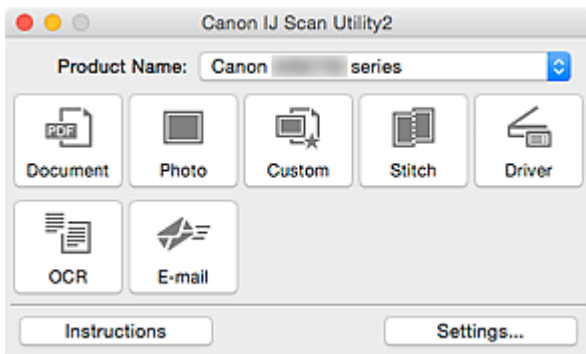 Canon IJ Scan Utility2
Product Name: Canon series
PDF
Document Photo Custom Stitch Driver
OCR E-mail
Instructions Settings...